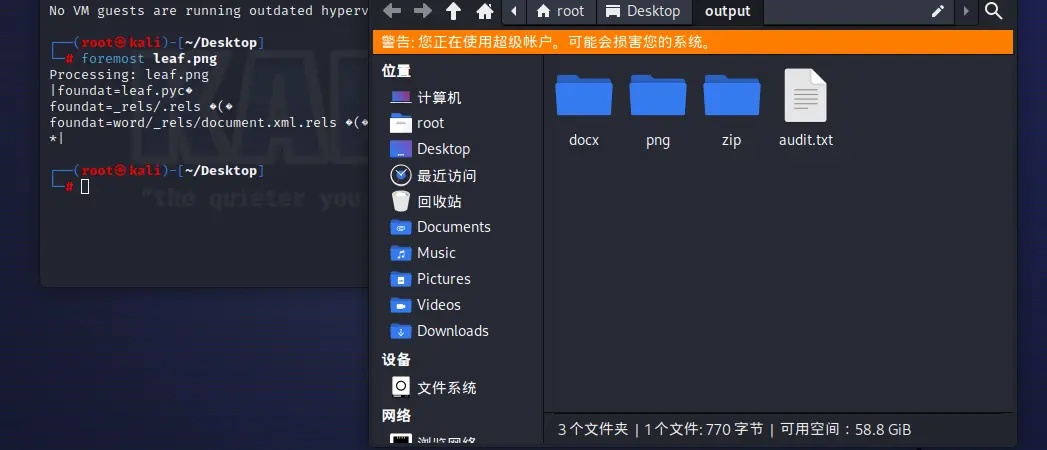 No VM guests are running outdated hyperv
┌──(root㉿kali)-[~/Desktop]
└─# foremost leaf.png
Processing: leaf.png
|foundat=leaf.pyc�
foundat=_rels/.rels �(�
foundat=word/_rels/document.xml.rels �(�
*|
┌──(root㉿kali)-[~/Desktop]
└─#
"the quieter you
root
Desktop
output
警告: 您正在使用超级帐户。可能会损害您的系统。
位置
计算机
root
Desktop
最近访问
回收站
Documents
Music
Pictures
Videos
Downloads
设备
文件系统
网络
浏览网络
docx
png
zip
audit.txt
3 个文件夹 | 1 个文件: 770 字节 | 可用空间：58.8 GiB